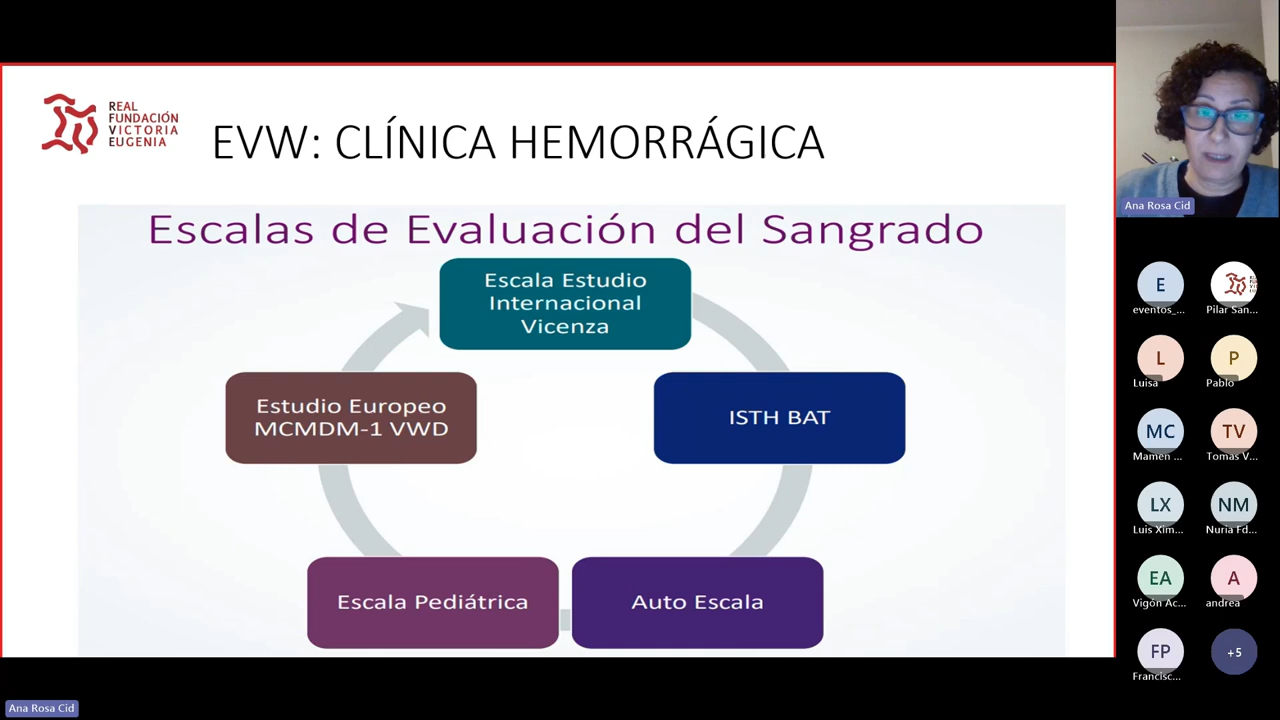 REAL
FUNDACIÓN
VICTORIA
EUGENIA
EVW: CLÍNICA HEMORRÁGICA
Escalas de Evaluación del Sangrado
Escala Estudio
Internacional
Vicenza
Estudio Europeo
MCMDM-1 VWD
ISTH BAT
Escala Pediátrica
Auto Escala
Ana Rosa Cid
E
eventos_...
Pilar San...
L
Luisa
P
Pablo
MC
Mamen ...
TV
Tomas V...
LX
Luis Xim...
NM
Nuria Fd...
EA
Vigón Ac...
A
andrea
FP
Francisc...
+5
Ana Rosa Cid